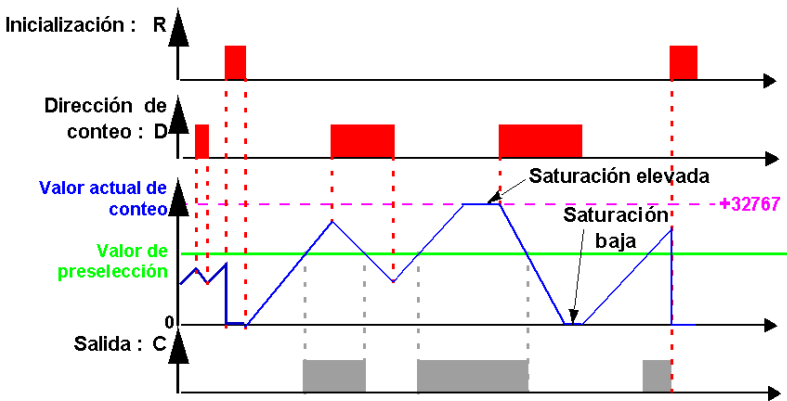 Inicialización : R
Dirección de
conteo : D
Valor actual de
conteo
Saturación elevada
+32767
Saturación
baja
Valor de
preselección
0
Salida : C